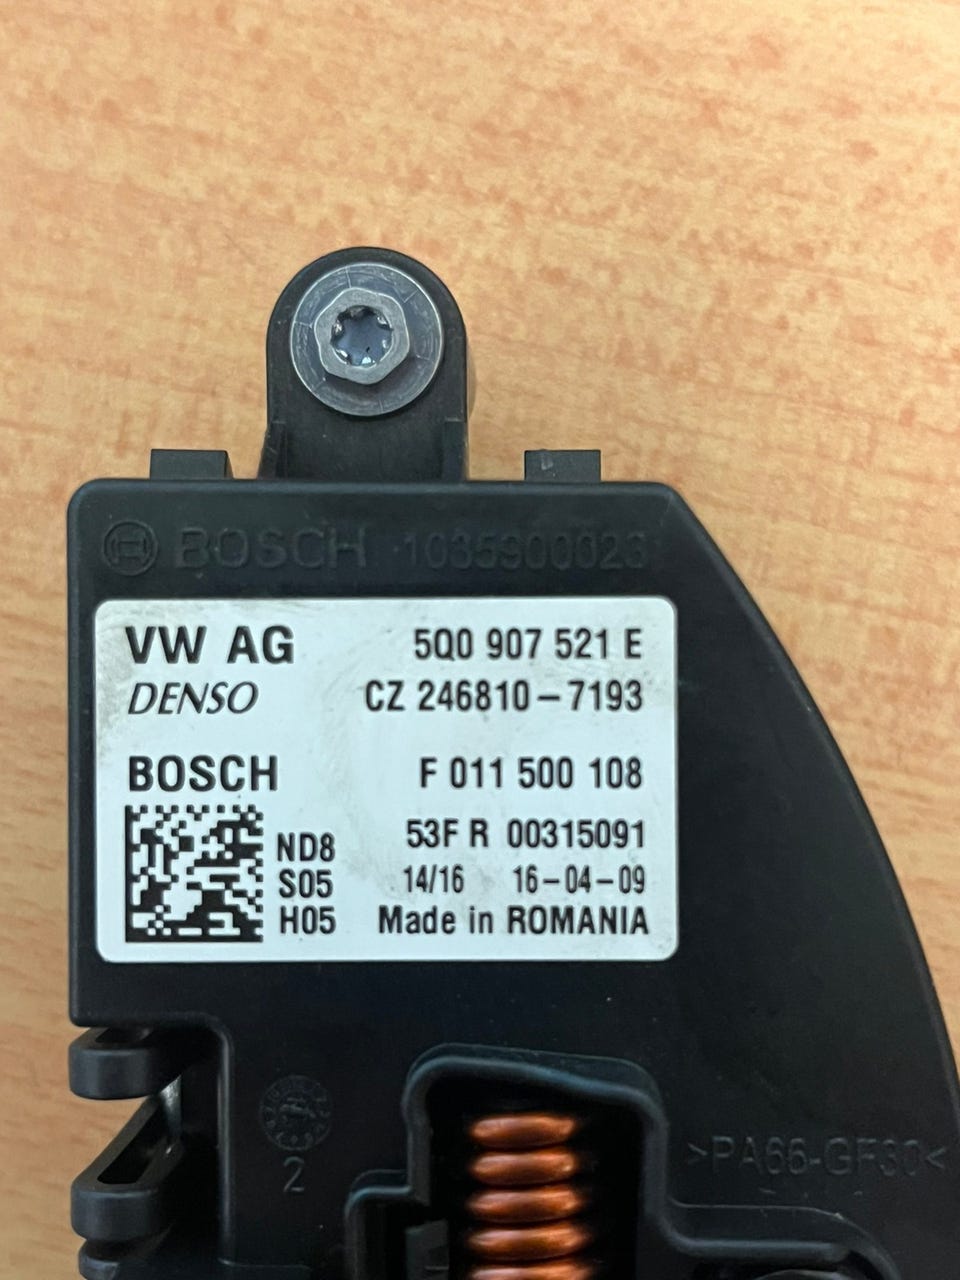 BOSCH 1035900023
VW AG 5Q0 907 521 E
DENSO CZ 246810-7193
BOSCH F 011 500 108
ND8 53F R 00315091
S05 14/16 16-04-09
H05 Made in ROMANIA
2
>PA66-GF30<